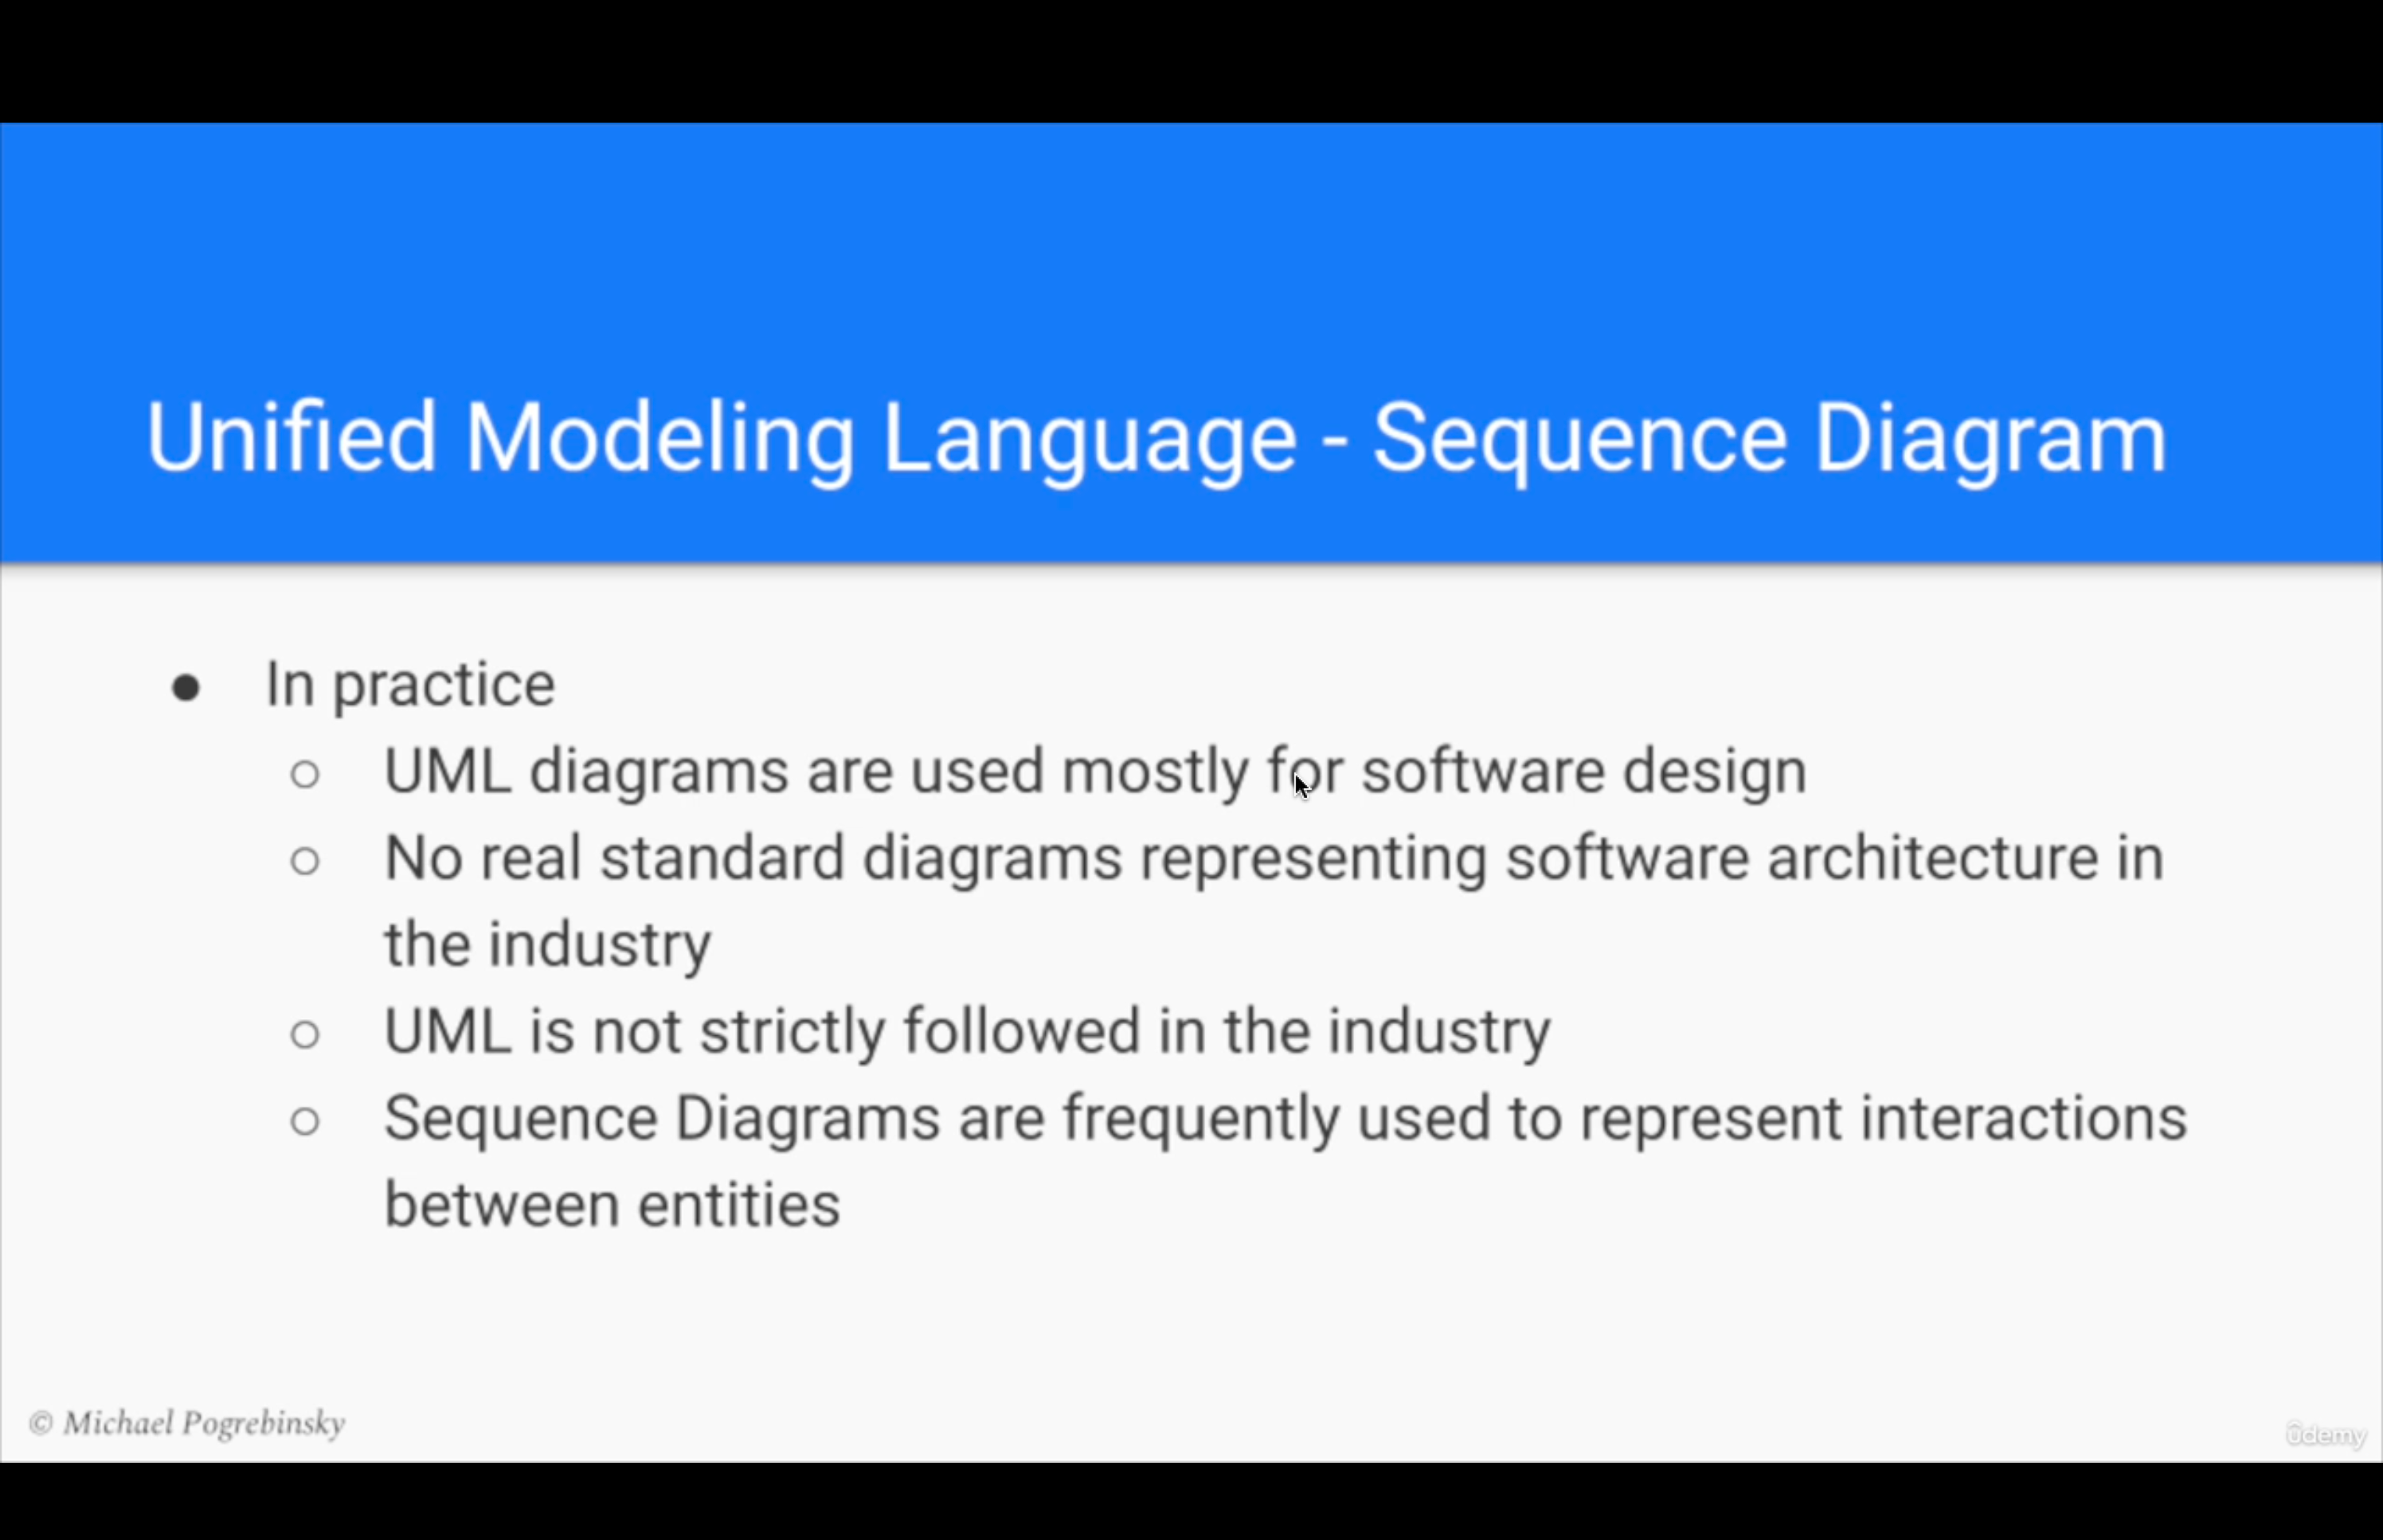 Unified Modeling Language - Sequence Diagram
● In practice
○ UML diagrams are used mostly for software design
○ No real standard diagrams representing software architecture in
the industry
○ UML is not strictly followed in the industry
○ Sequence Diagrams are frequently used to represent interactions
between entities
© Michael Pogrebinsky
ûdemy